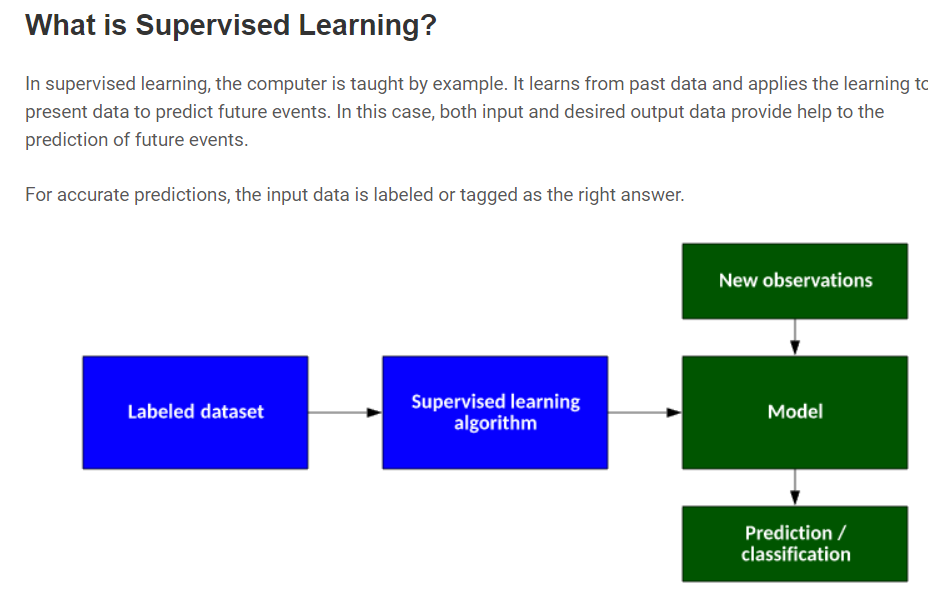 What is Supervised Learning?
In supervised learning, the computer is taught by example. It learns from past data and applies the learning to
present data to predict future events. In this case, both input and desired output data provide help to the
prediction of future events.
For accurate predictions, the input data is labeled or tagged as the right answer.
New observations
Labeled dataset
Supervised learning
algorithm
Model
Prediction /
classification